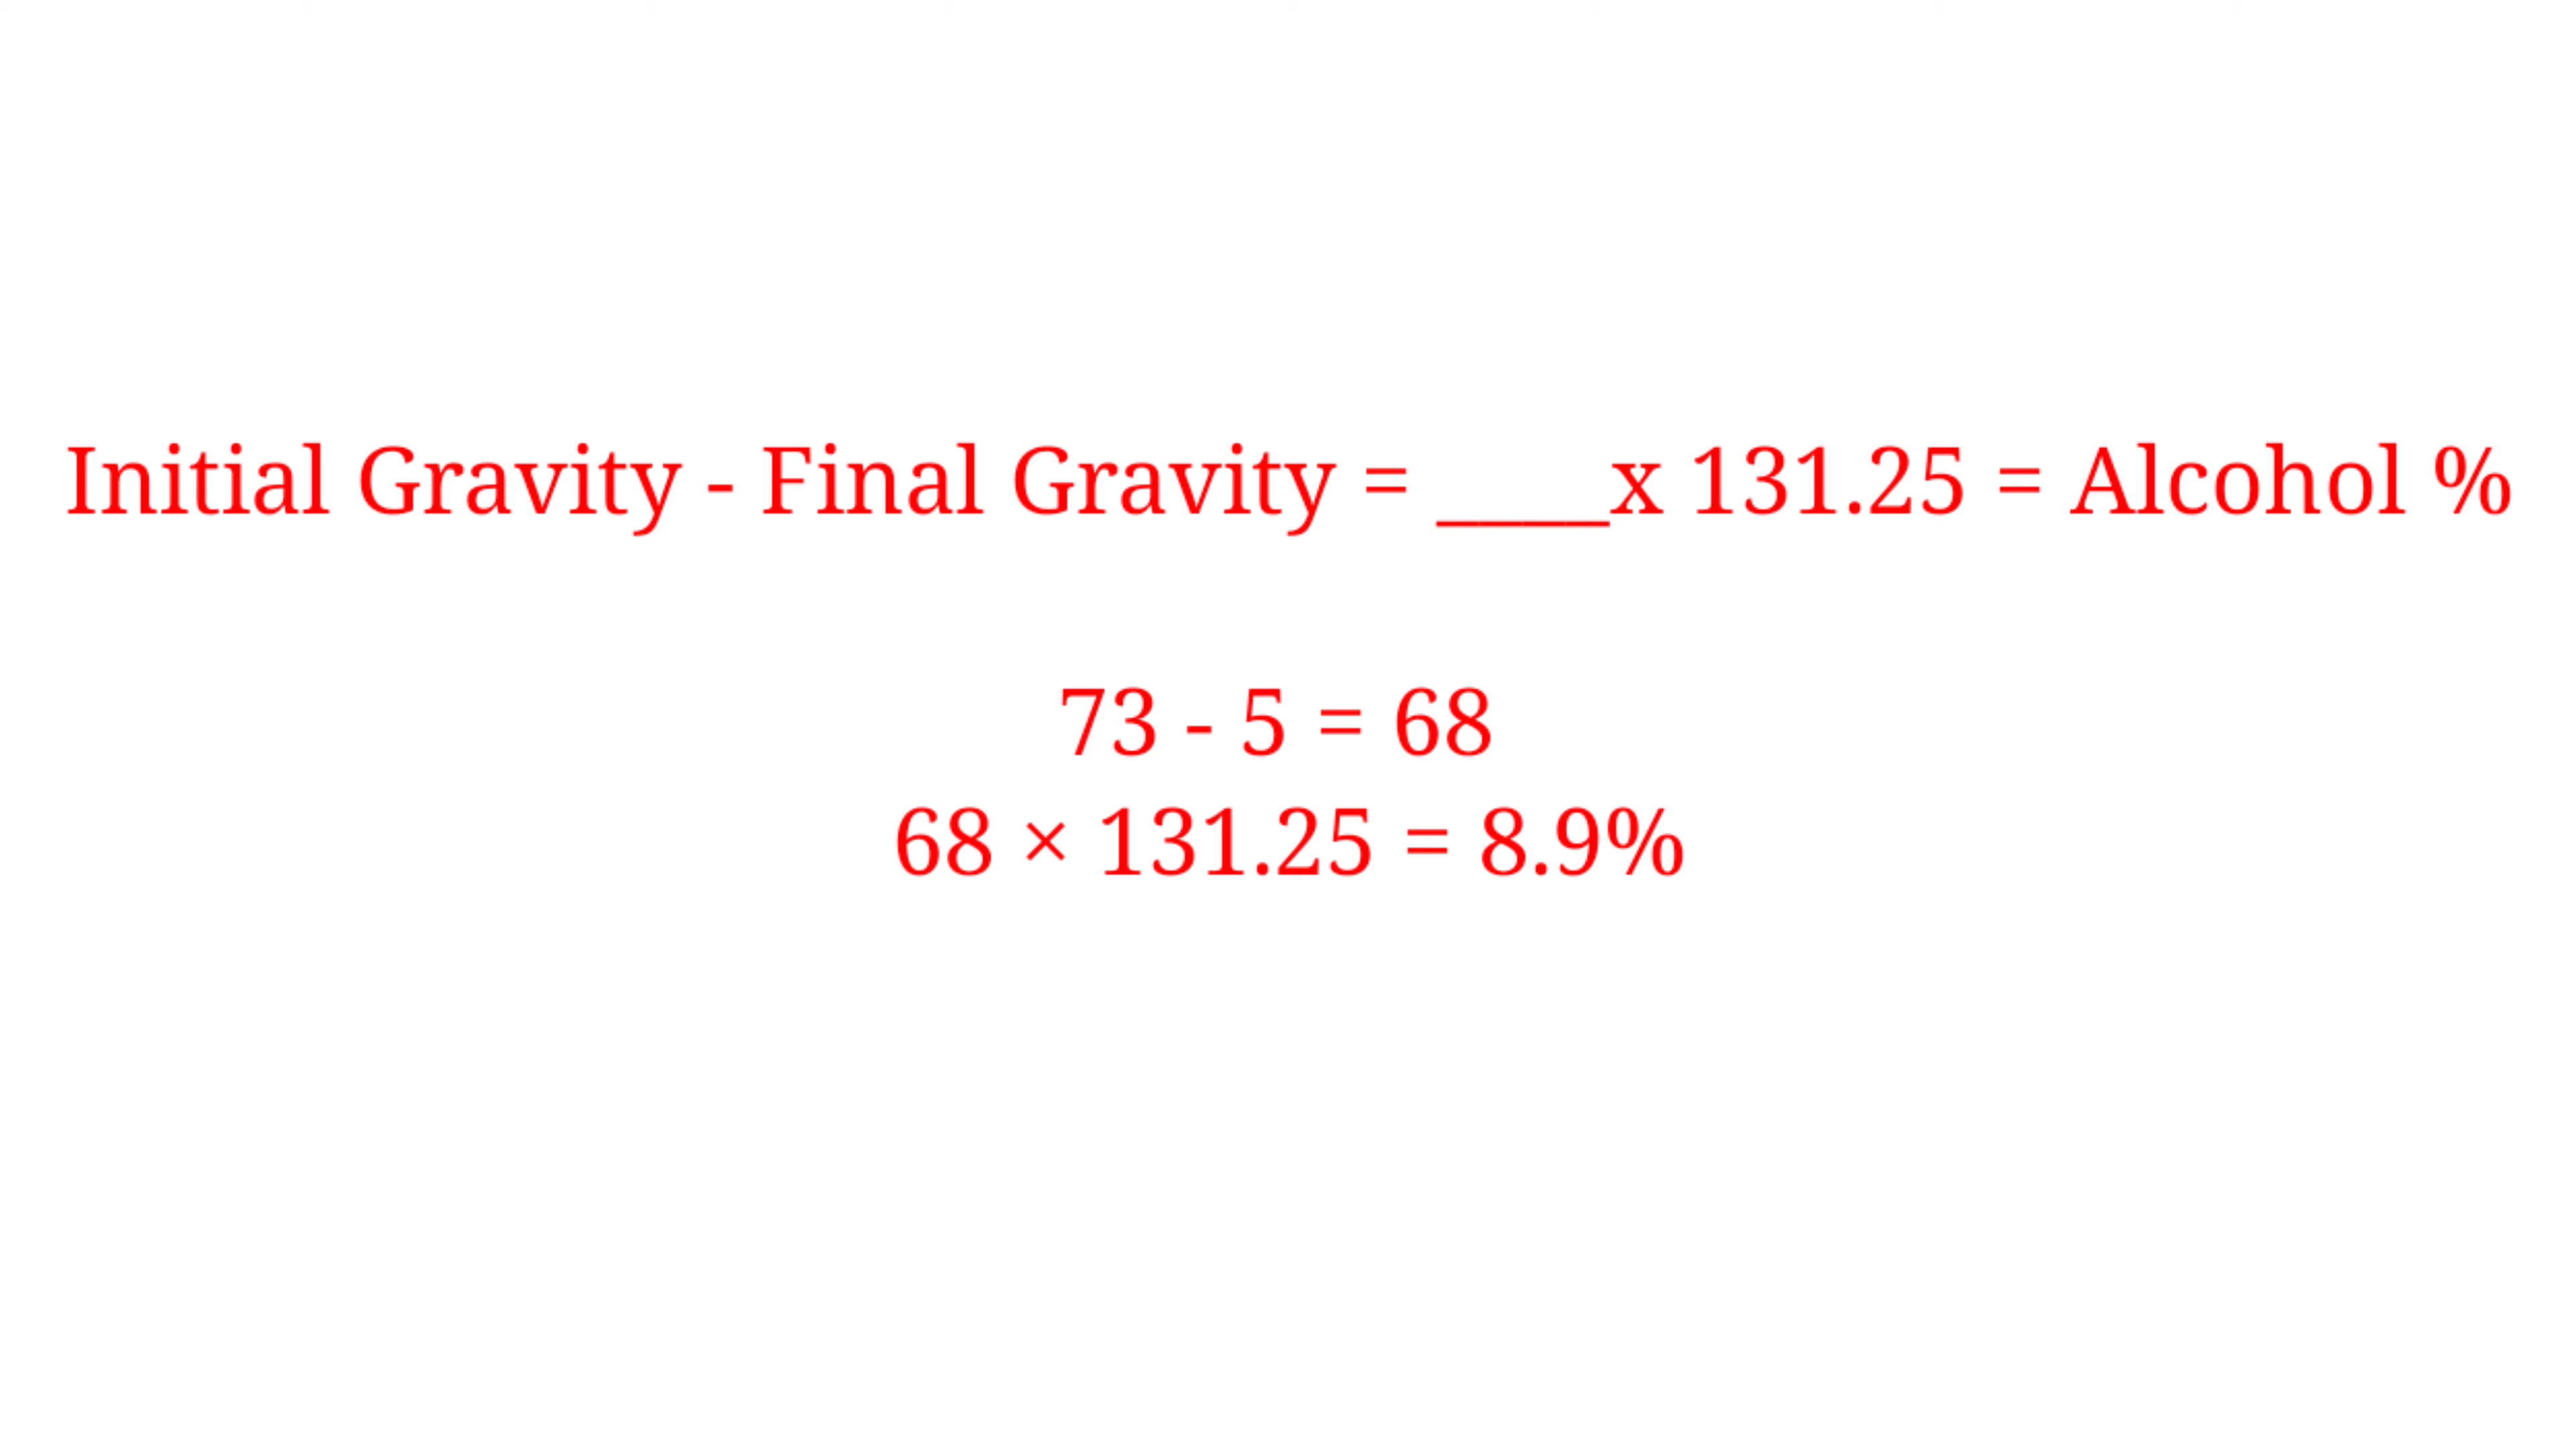 Initial Gravity - Final Gravity = ____x 131.25 = Alcohol %
73 - 5 = 68
68 × 131.25 = 8.9%